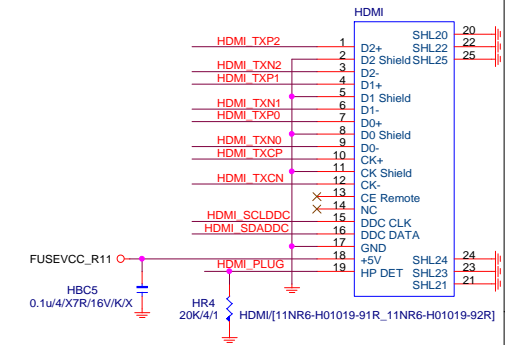 HDMI
HDMI_TXP2 1 D2+ SHL20 20
2 D2 Shield SHL22 22
HDMI_TXN2 3 D2- SHL25 25
HDMI_TXP1 4 D1+
5 D1 Shield
HDMI_TXN1 6 D1-
HDMI_TXP0 7 D0+
8 D0 Shield
HDMI_TXN0 9 D0-
HDMI_TXCP 10 CK+
11 CK Shield
HDMI_TXCN 12 CK-
13 CE Remote
14 NC
HDMI_SCLDDC 15 DDC CLK
HDMI_SDADDC 16 DDC DATA
17 GND
FUSEVCC_R11 18 +5V SHL24 24
HDMI_PLUG 19 HP DET SHL23 23
SHL21 21
HBC5
0.1u/4/X7R/16V/K/X
HR4
20K/4/1
HDMI/[11NR6-H01019-91R_11NR6-H01019-92R]